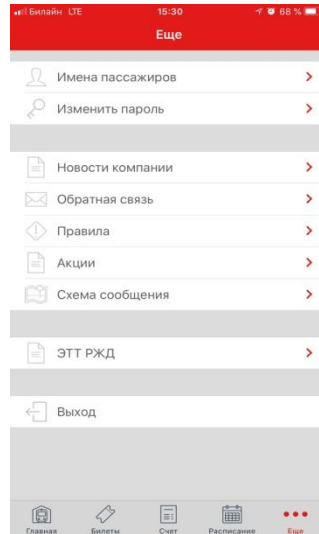 Билайн LTE 15:30 68 %
Еще
Имена пассажиров
Изменить пароль
Новости компании
Обратная связь
Правила
Акции
Схема сообщения
ЭТТ РЖД
Выход
Главная Билеты Счет Расписание Еще